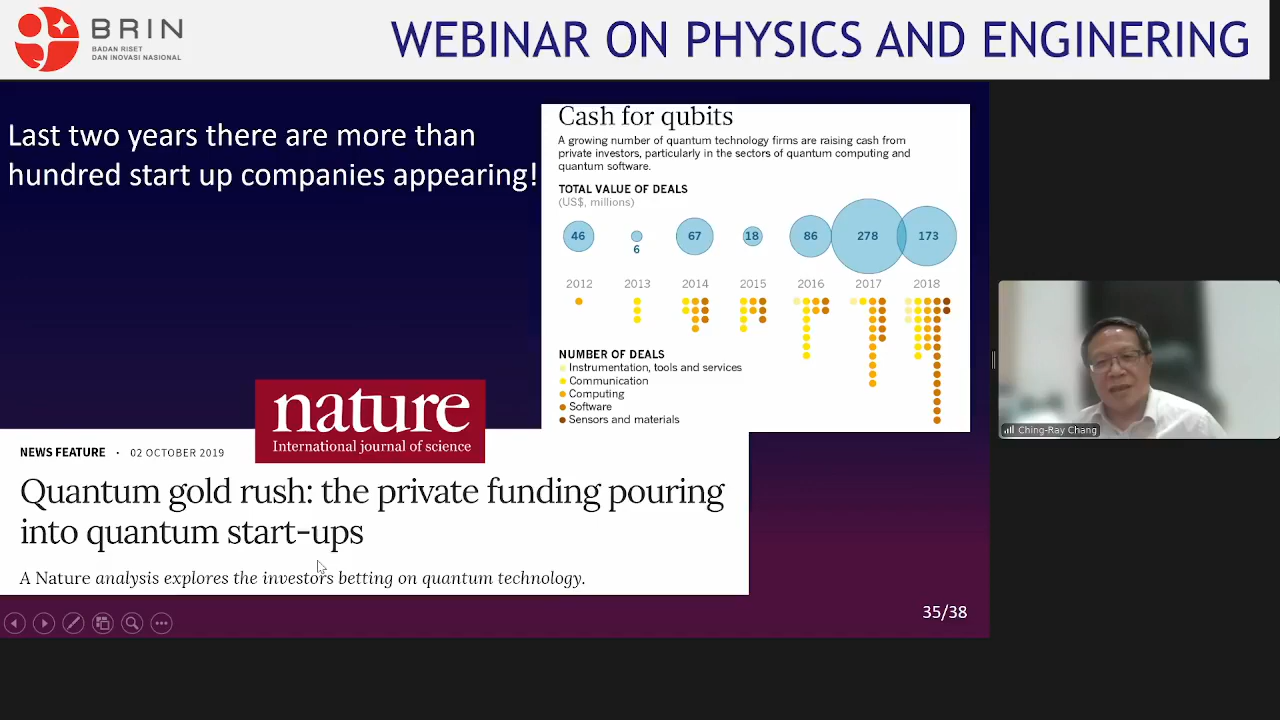 BRIN
BADAN RISET
DAN INOVASI NASIONAL
WEBINAR ON PHYSICS AND ENGINERING
Last two years there are more than
hundred start up companies appearing!
Cash for qubits
A growing number of quantum technology firms are raising cash from
private investors, particularly in the sectors of quantum computing and
quantum software.
TOTAL VALUE OF DEALS
(US$, millions)
46 6 67 18 86 278 173
2012 2013 2014 2015 2016 2017 2018
NUMBER OF DEALS
Instrumentation, tools and services
Communication
Computing
Software
Sensors and materials
nature
International journal of science
NEWS FEATURE · 02 OCTOBER 2019
Quantum gold rush: the private funding pouring
into quantum start-ups
A Nature analysis explores the investors betting on quantum technology.
35/38
Ching-Ray Chang